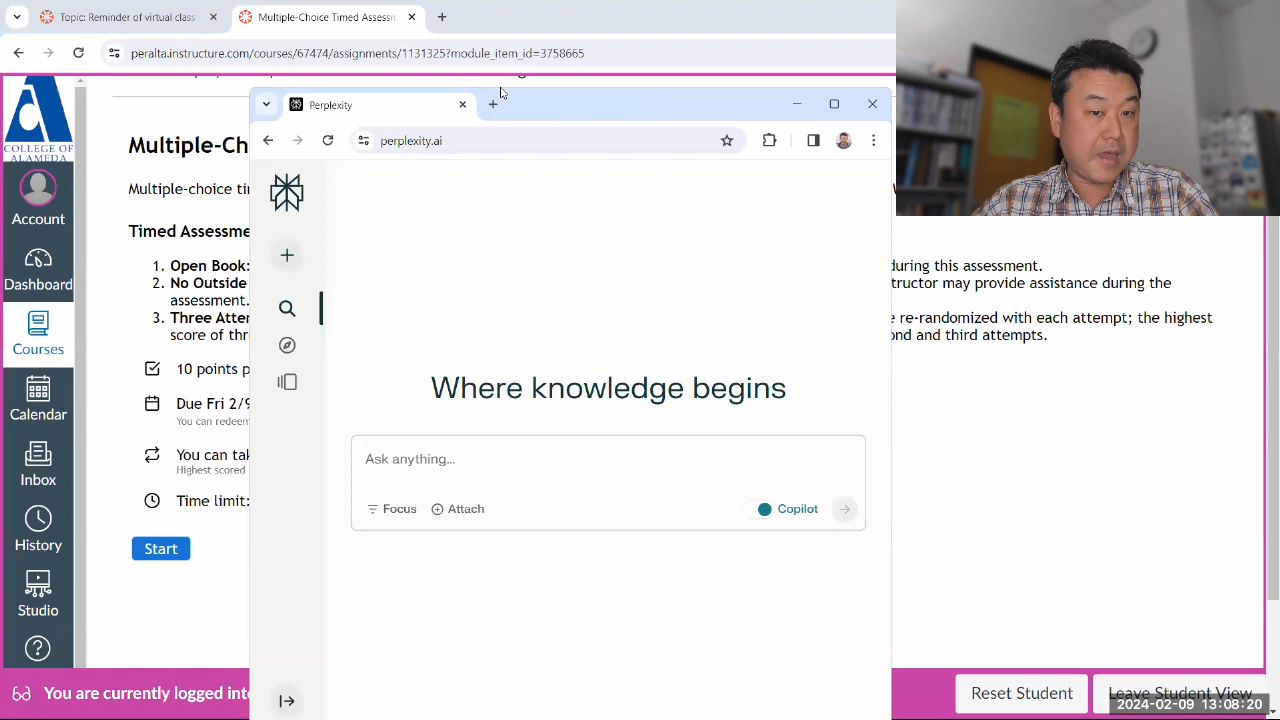 Topic: Reminder of virtual class
Multiple-Choice Timed Assessm
peralta.instructure.com/courses/67474/assignments/1131325?module_item_id=3758665
Perplexity
perplexity.ai
COLLEGE OF
ALAMEDA
Account
Dashboard
Courses
Calendar
Inbox
History
Studio
Multiple-Ch
Multiple-choice tim
Timed Assessme
1. Open Book:
during this assessment.
2. No Outside
structor may provide assistance during the
assessment.
3. Three Atter
e re-randomized with each attempt; the highest
score of thr
ond and third attempts.
10 points p
Due Fri 2/9
You can redeen
You can tak
Highest scored
Time limit:
Start
Where knowledge begins
Ask anything...
Focus
Attach
Copilot
You are currently logged into
Reset Student
Leave Student View
2024-02-09 13:08:20